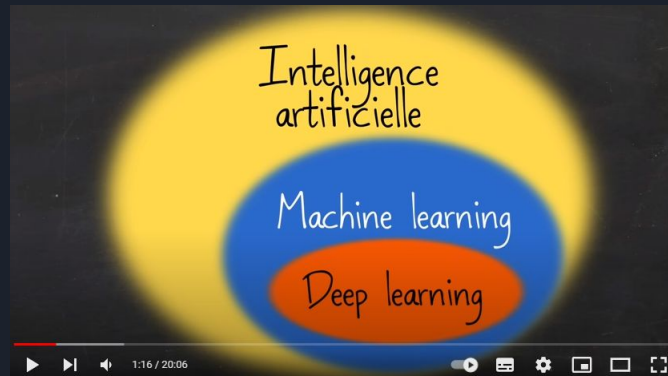 Intelligence
artificielle
Machine learning
Deep learning
1:16 / 20:06